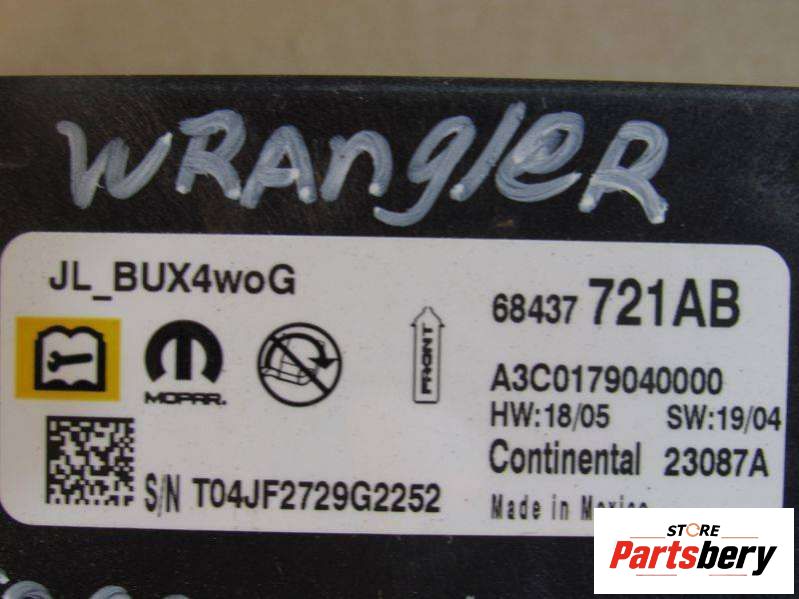 WRAnglER
JL_BUX4woG
68437 721AB
FRONT
MOPAR.
A3C0179040000
HW:18/05 SW:19/04
Continental 23087A
S/N T04JF2729G2252
Made in Mexico
STORE
Partsbery